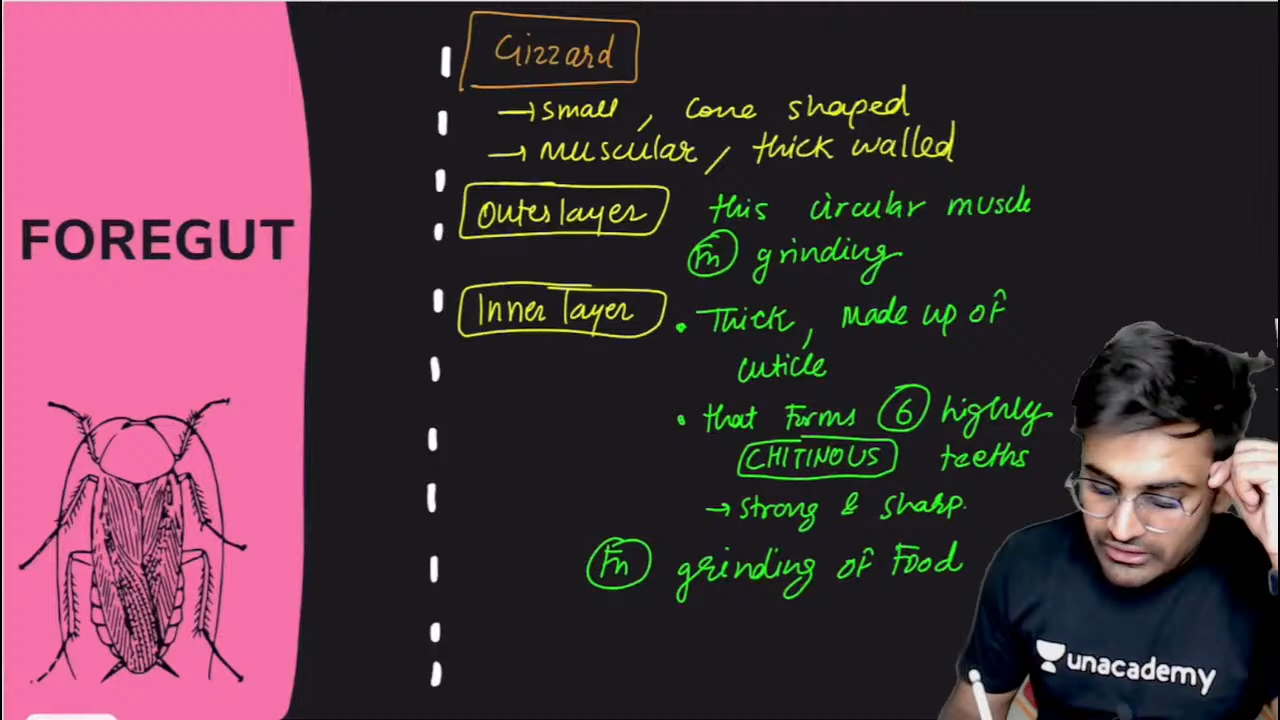 FOREGUT
Gizzard
→ small, cone shaped
→ Muscular, thick walled
Outer layer this circular muscle
Fn grinding
Inner layer • Thick, Made up of
cuticle
• that forms 6 highly
CHITINOUS teeths
→ strong & sharp.
Fn grinding of Food
unacademy